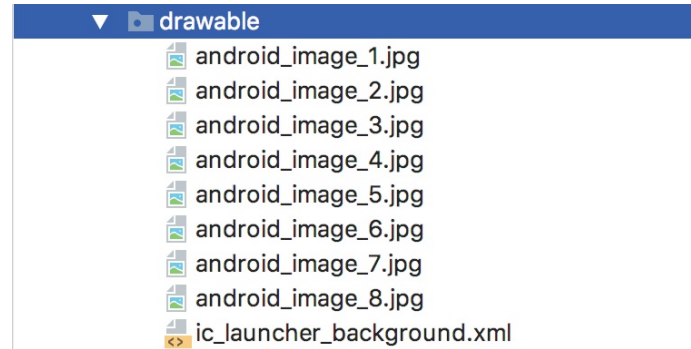 drawable
android_image_1.jpg
android_image_2.jpg
android_image_3.jpg
android_image_4.jpg
android_image_5.jpg
android_image_6.jpg
android_image_7.jpg
android_image_8.jpg
ic_launcher_background.xml